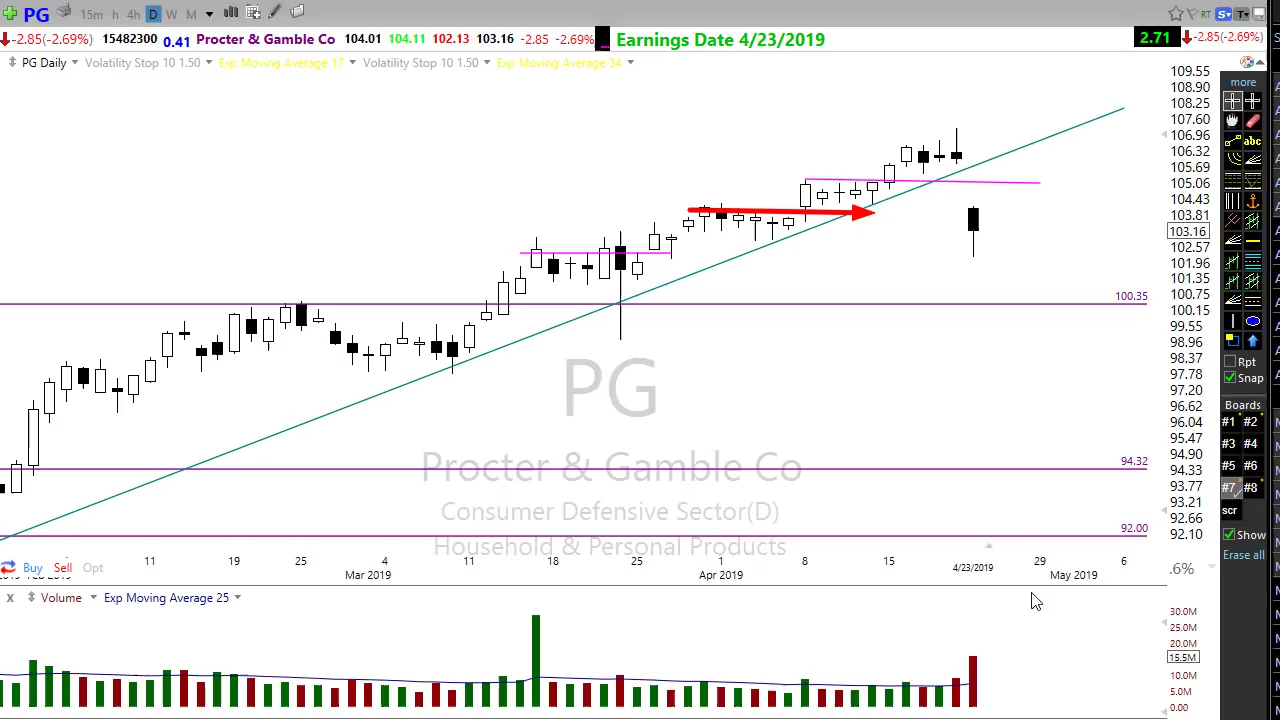 PG 15m h 4h D W M RT S T
-2.85(-2.69%) 15482300 0.41 Procter & Gamble Co 104.01 104.11 102.13 103.16 -2.85 -2.69% Earnings Date 4/23/2019 2.71 -2.85(-2.69%)
PG Daily Volatility Stop 10 1.50 Exp Moving Average 17 Volatility Stop 10 1.50 Exp Moving Average 34
109.55
108.90
108.25
107.60
106.96
106.32
105.69
105.06
104.43
103.81
103.16
102.57
101.96
101.35
100.75
100.15
99.55
98.96
98.37
97.78
97.20
96.62
96.04
95.47
94.90
94.33
93.77
93.21
92.66
92.10
100.35
94.32
92.00
PG
Procter & Gamble Co
Consumer Defensive Sector(D)
Household & Personal Products
more
abc
Rpt
Snap
Boards
#1 #2
#3 #4
#5 #6
#7 #8
scr
Show
Erase all
11 19 25 4 11 18 25 1 8 15 4/23/2019 29 6
2019 Mar 2019 Apr 2019 May 2019
Buy Sell Opt
.6%
x Volume Exp Moving Average 25
30.0M
25.0M
20.0M
15.5M
10.0M
5.0M
0.00